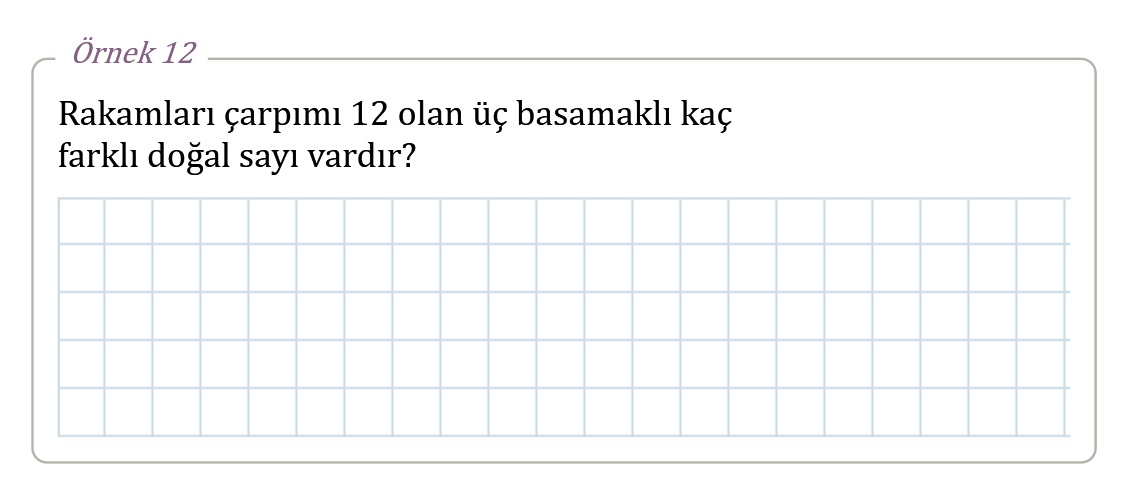 Örnek 12
Rakamları çarpımı 12 olan üç basamaklı kaç
farklı doğal sayı vardır?